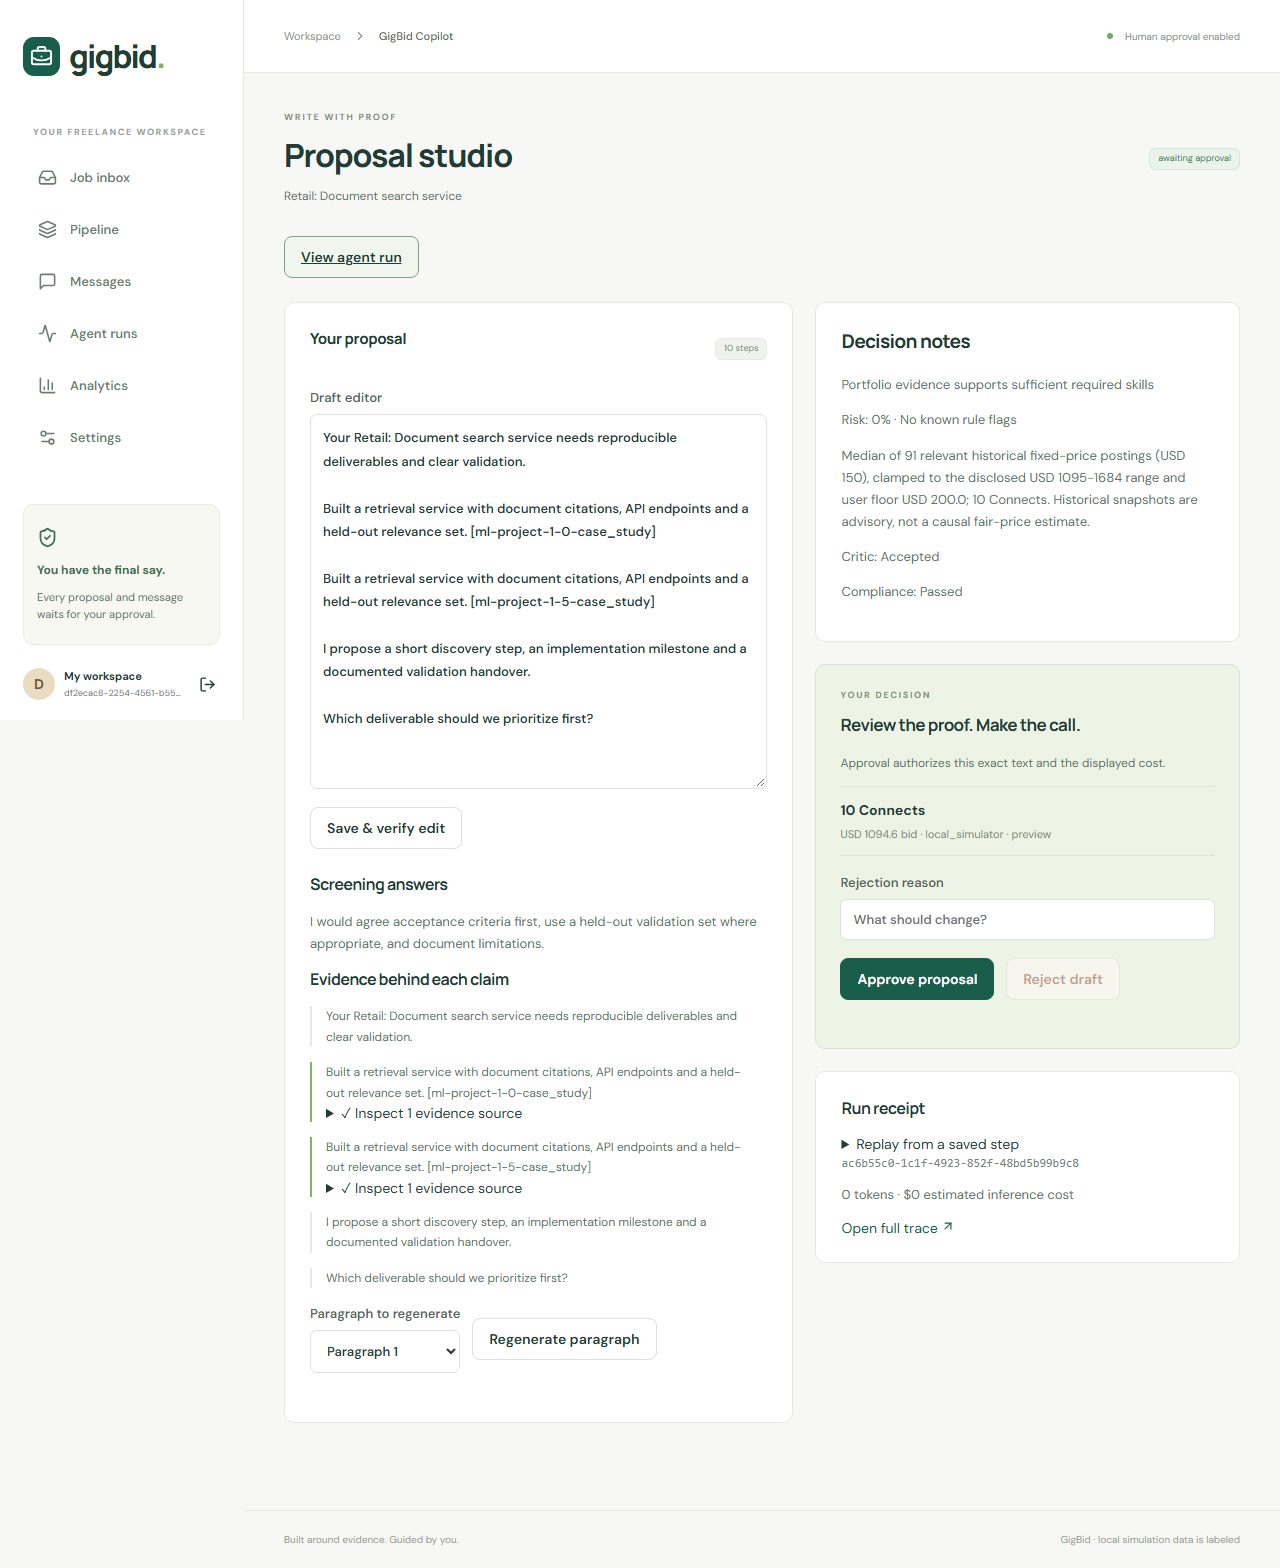 gigbid.
YOUR FREELANCE WORKSPACE
Job inbox
Pipeline
Messages
Agent runs
Analytics
Settings
You have the final say.
Every proposal and message
waits for your approval.
D
My workspace
df2ecac8-2254-4561-b55...
Workspace
GigBid Copilot
Human approval enabled
WRITE WITH PROOF
Proposal studio
awaiting approval
Retail: Document search service
View agent run
Your proposal
10 steps
Draft editor
Your Retail: Document search service needs reproducible
deliverables and clear validation.
Built a retrieval service with document citations, API endpoints and a
held-out relevance set. [ml-project-1-0-case_study]
Built a retrieval service with document citations, API endpoints and a
held-out relevance set. [ml-project-1-5-case_study]
I propose a short discovery step, an implementation milestone and a
documented validation handover.
Which deliverable should we prioritize first?
Save & verify edit
Screening answers
I would agree acceptance criteria first, use a held-out validation set where
appropriate, and document limitations.
Evidence behind each claim
Your Retail: Document search service needs reproducible deliverables and
clear validation.
Built a retrieval service with document citations, API endpoints and a held-
out relevance set. [ml-project-1-0-case_study]
▶ ✓ Inspect 1 evidence source
Built a retrieval service with document citations, API endpoints and a held-
out relevance set. [ml-project-1-5-case_study]
▶ ✓ Inspect 1 evidence source
I propose a short discovery step, an implementation milestone and a
documented validation handover.
Which deliverable should we prioritize first?
Paragraph to regenerate
Paragraph 1
Regenerate paragraph
Decision notes
Portfolio evidence supports sufficient required skills
Risk: 0% · No known rule flags
Median of 91 relevant historical fixed-price postings (USD
150), clamped to the disclosed USD 1095-1684 range and
user floor USD 200.0; 10 Connects. Historical snapshots are
advisory, not a causal fair-price estimate.
Critic: Accepted
Compliance: Passed
YOUR DECISION
Review the proof. Make the call.
Approval authorizes this exact text and the displayed cost.
10 Connects
USD 1094.6 bid · local_simulator · preview
Rejection reason
What should change?
Approve proposal
Reject draft
Run receipt
▶ Replay from a saved step
ac6b55c0-1c1f-4923-852f-48bd5b99b9c8
0 tokens · $0 estimated inference cost
Open full trace ↗
Built around evidence. Guided by you.
GigBid · local simulation data is labeled